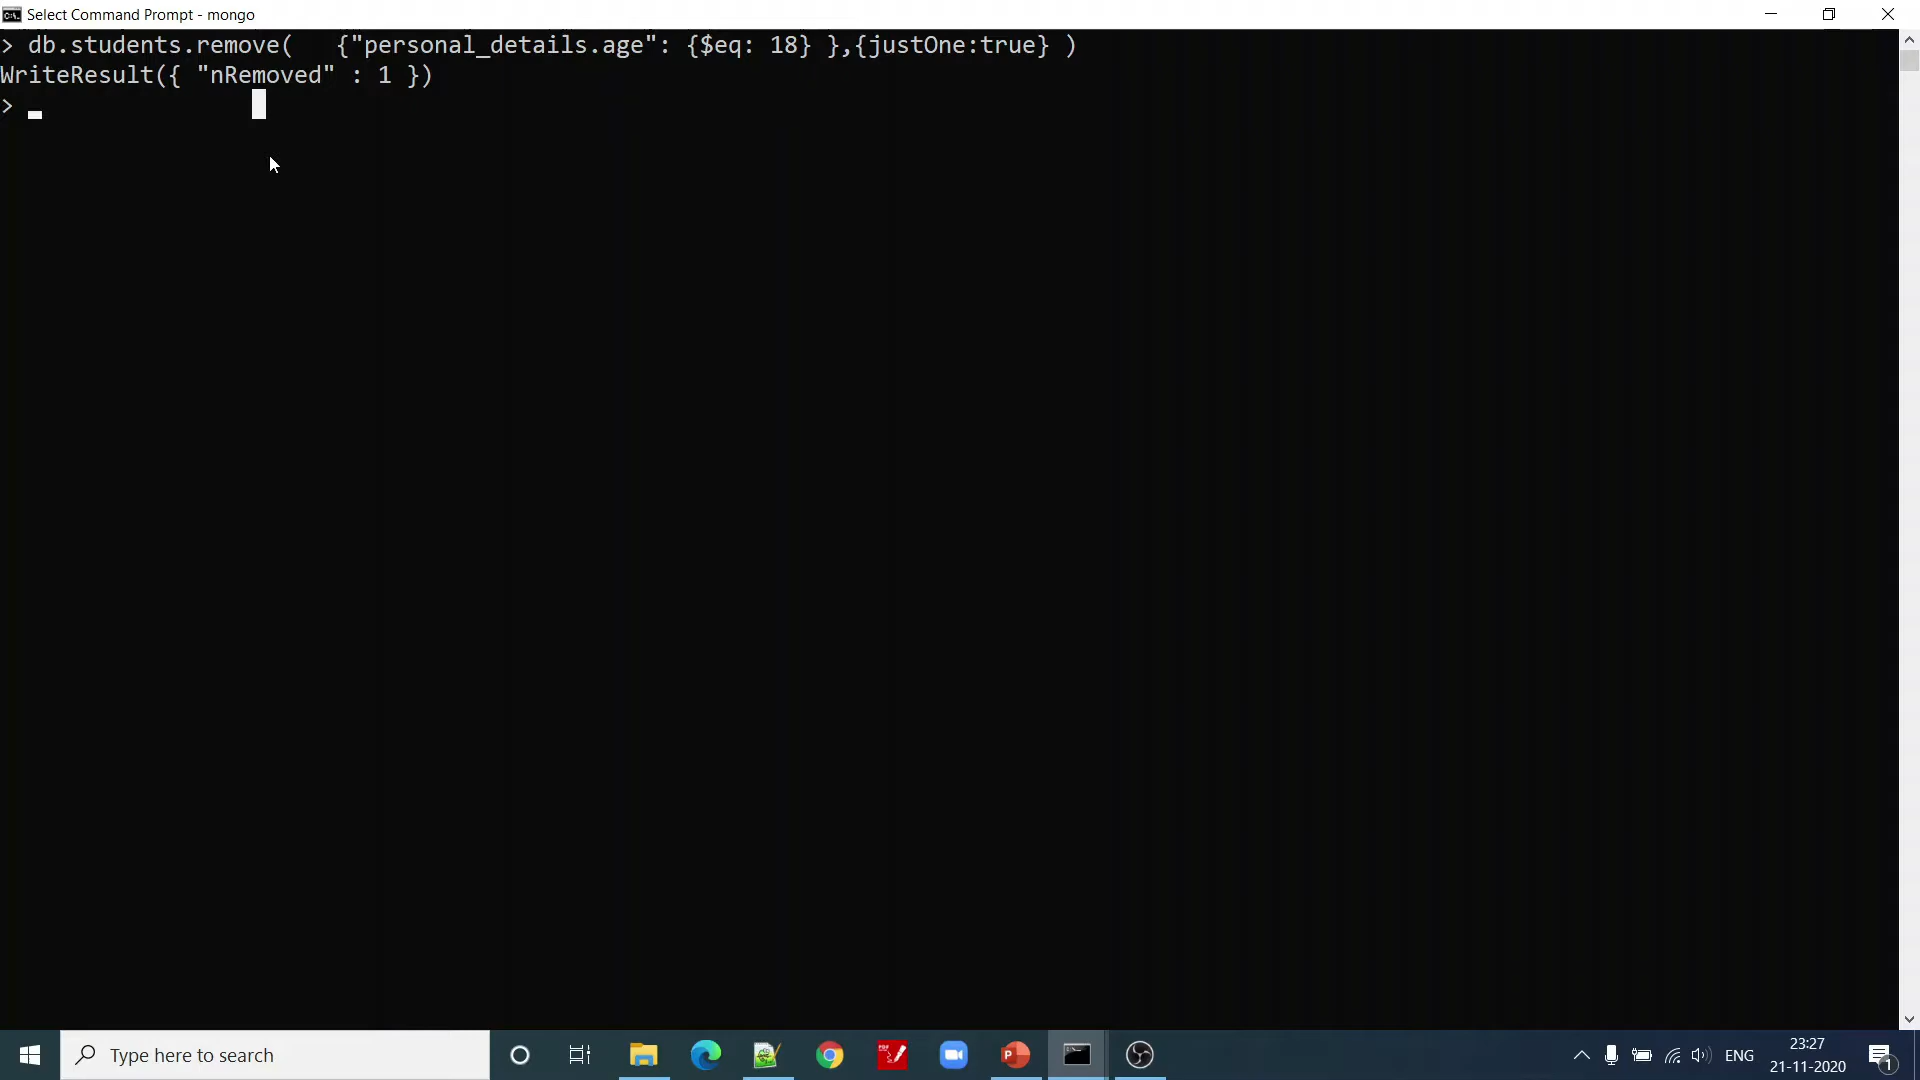 Select Command Prompt - mongo
> db.students.remove(   {"personal_details.age": {$eq: 18} },{justOne:true} )
WriteResult({ "nRemoved" : 1 })
>
Type here to search
ENG
23:27
21-11-2020
1